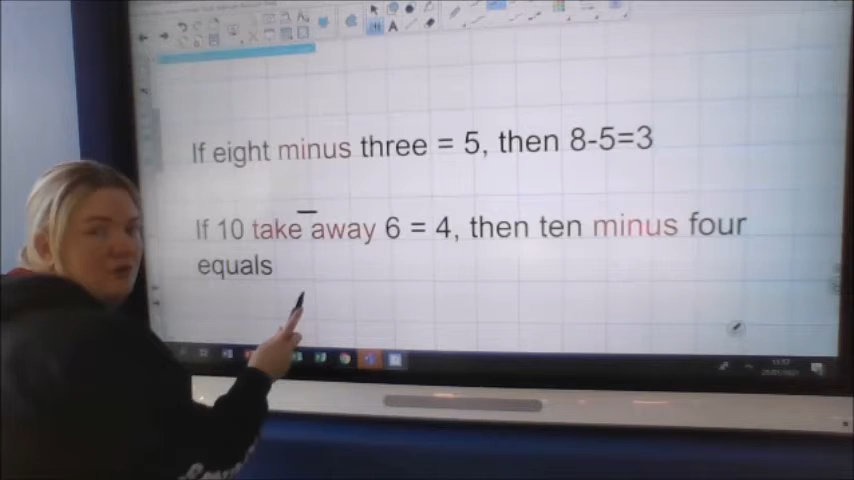 If eight minus three = 5, then 8-5=3
If 10 take away 6 = 4, then ten minus four
equals